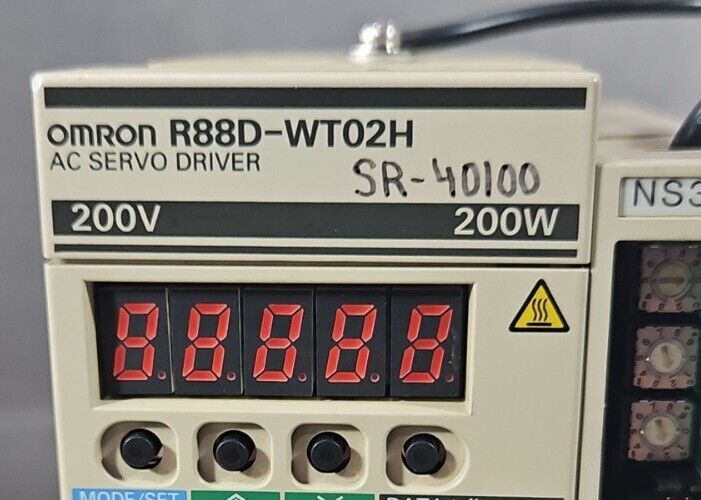 omron R88D-WT02H
AC SERVO DRIVER
SR-40100
200V 200W
NS3
88888
MODE/SET